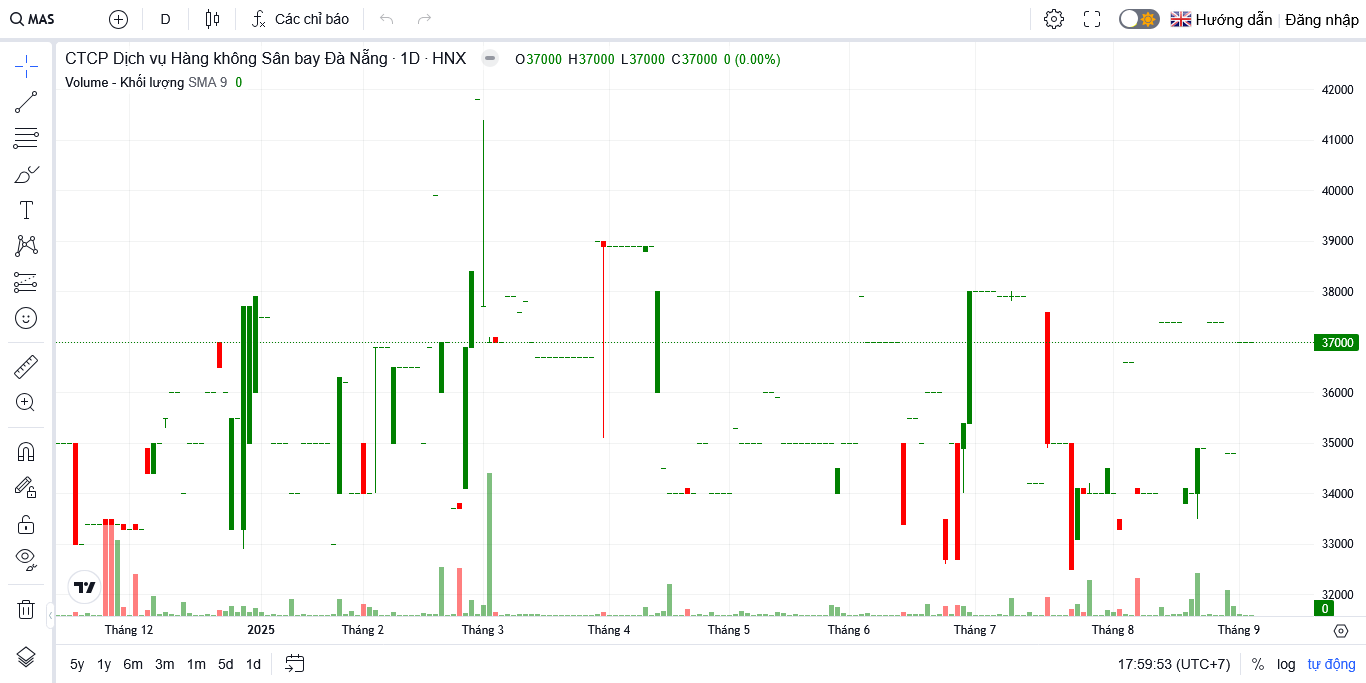 MAS D Các chỉ báo Hướng dẫn Đăng nhập
CTCP Dịch vụ Hàng không Sân bay Đà Nẵng · 1D · HNX O37000 H37000 L37000 C37000 0 (0.00%)
Volume - Khối lượng SMA 9 0
42000
41000
40000
39000
38000
37000
36000
35000
34000
33000
32000
0
Tháng 12 2025 Tháng 2 Tháng 3 Tháng 4 Tháng 5 Tháng 6 Tháng 7 Tháng 8 Tháng 9
5y 1y 6m 3m 1m 5d 1d 17:59:53 (UTC+7) % log tự động